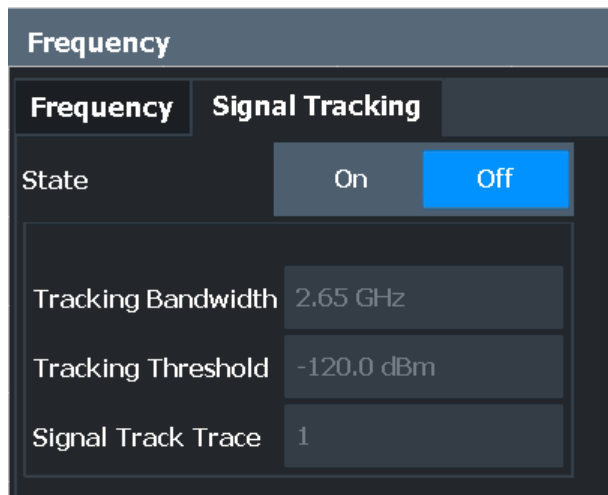 Frequency
Frequency Signal Tracking
State On Off
Tracking Bandwidth 2.65 GHz
Tracking Threshold -120.0 dBm
Signal Track Trace 1